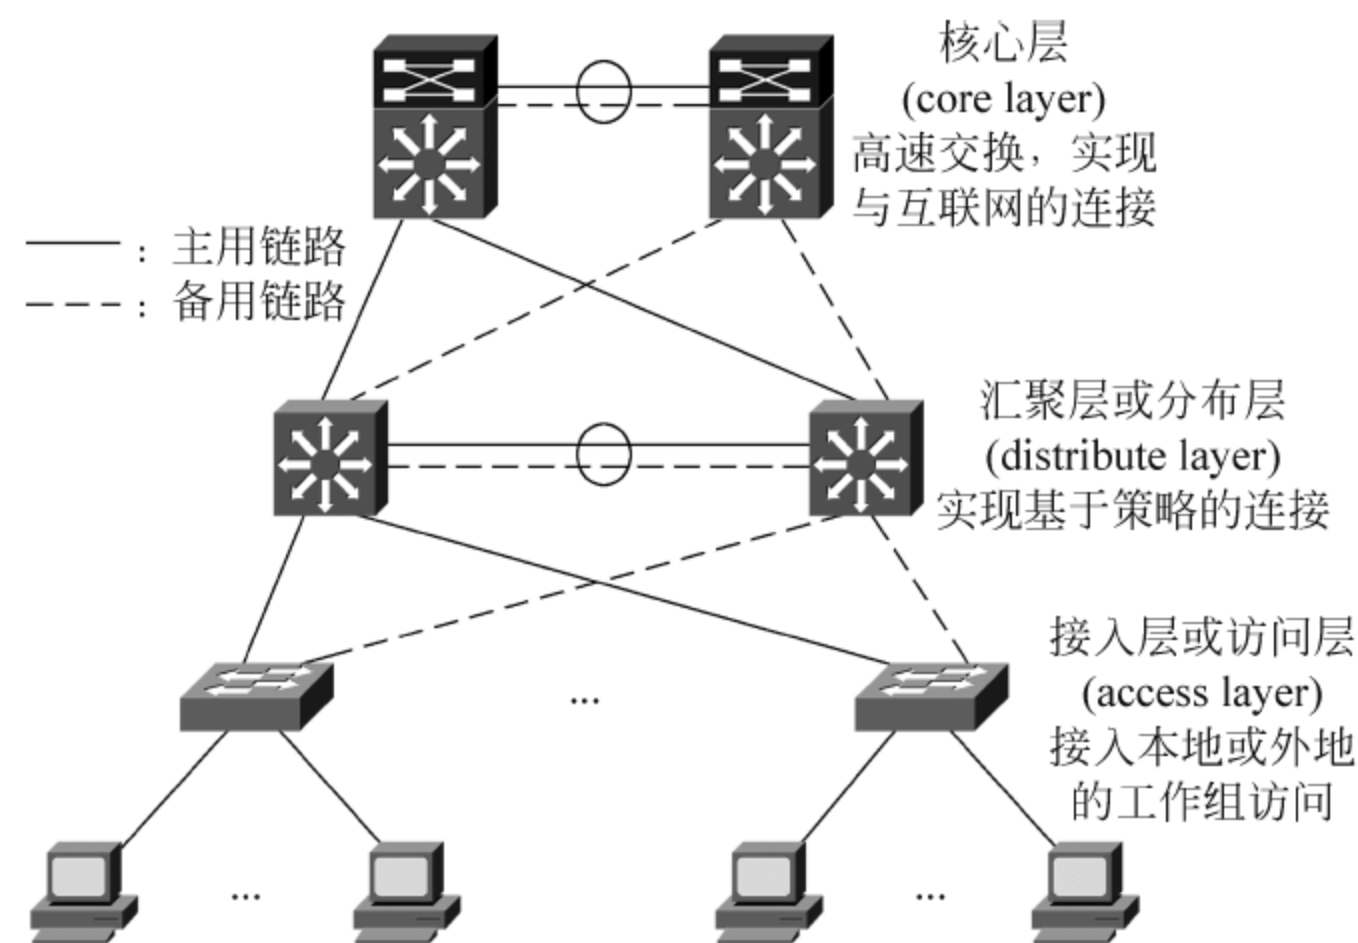 核心层
(core layer)
高速交换，实现
与互联网的连接
——：主用链路
- - - -：备用链路
汇聚层或分布层
(distribute layer)
实现基于策略的连接
接入层或访问层
(access layer)
接入本地或外地
的工作组访问
...
...
...